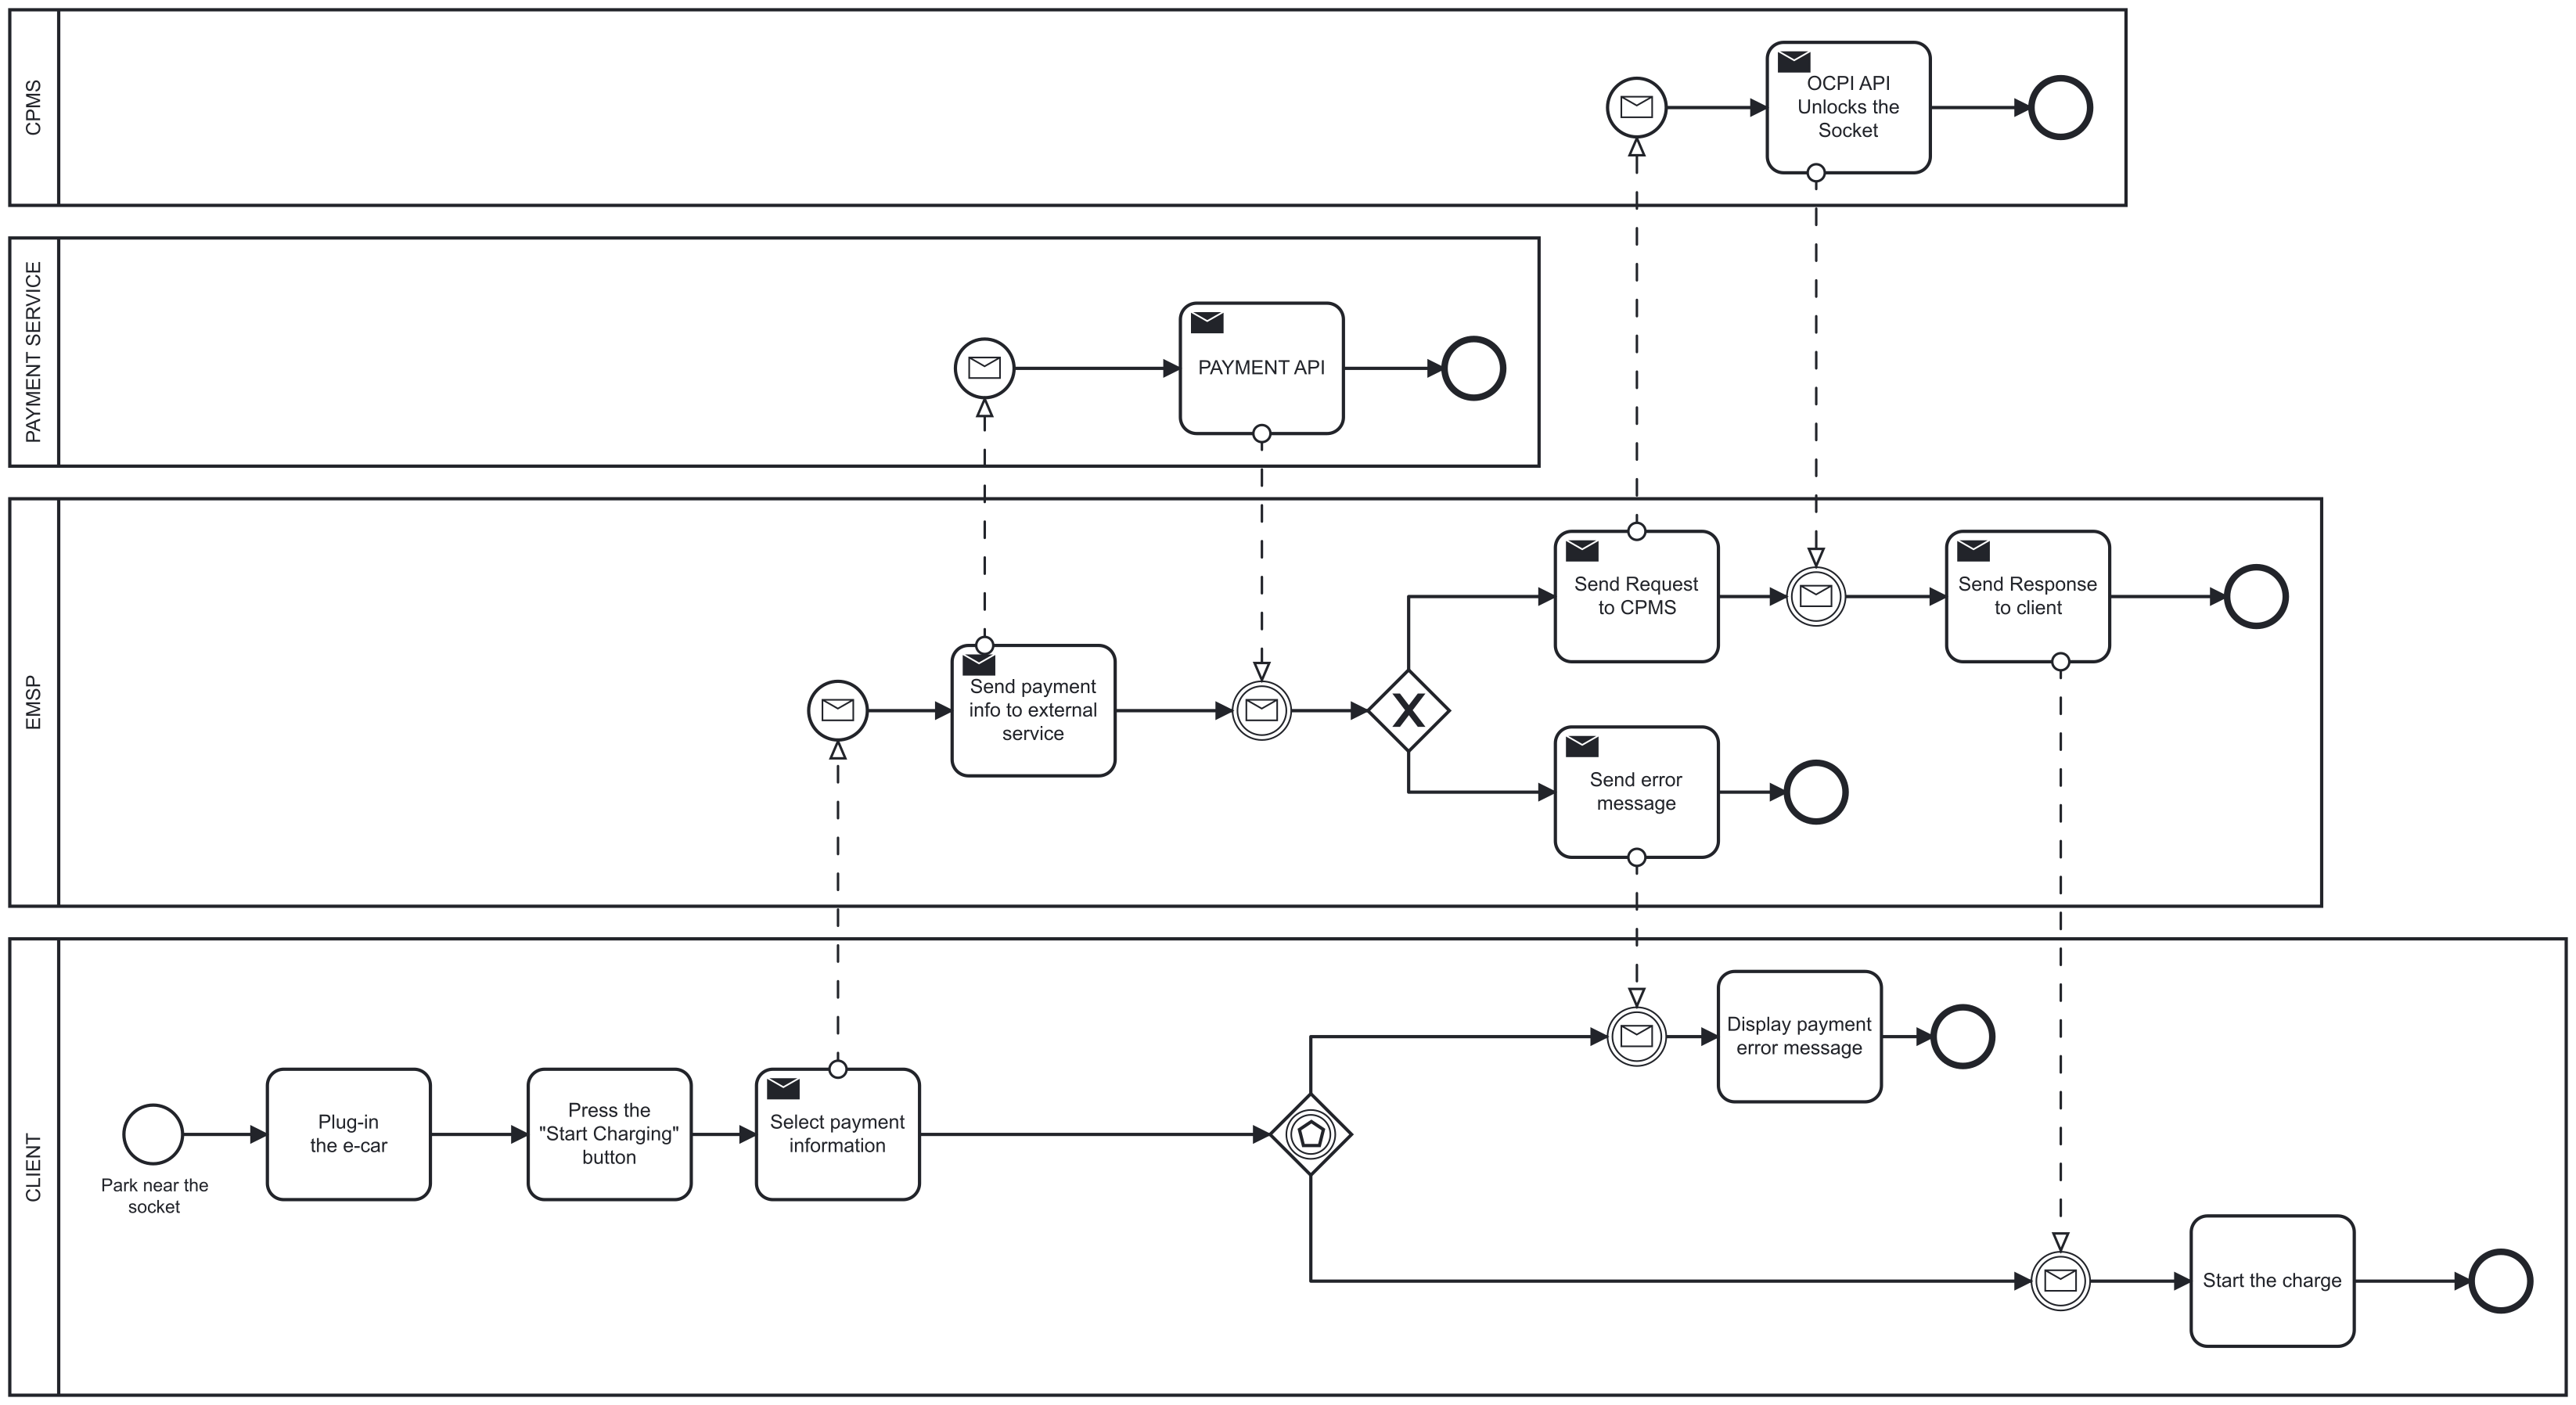 CPMS
OCPI API
Unlocks the
Socket
PAYMENT SERVICE
PAYMENT API
EMSP
Send Request
to CPMS
Send Response
to client
Send payment
info to external
service
Send error
message
CLIENT
Display payment
error message
Plug-in
the e-car
Press the
"Start Charging"
button
Select payment
information
Park near the
socket
Start the charge